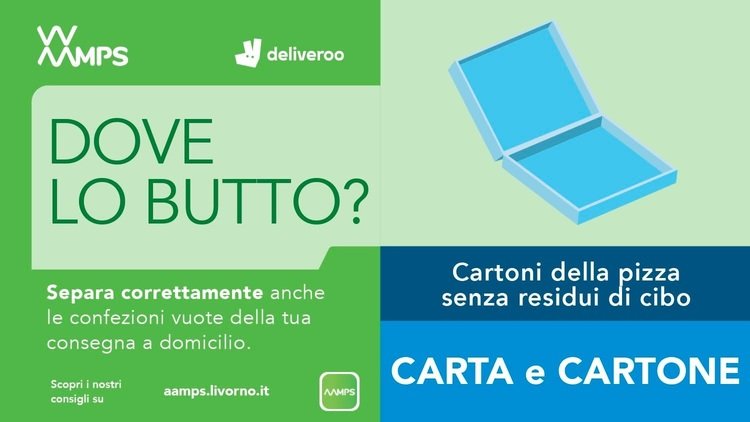 AAMPS
deliveroo
DOVE
LO BUTTO?
Separa correttamente anche
le confezioni vuote della tua
consegna a domicilio.
Scopri i nostri
consigli su
aamps.livorno.it
AAMPS
Cartoni della pizza
senza residui di cibo
CARTA e CARTONE